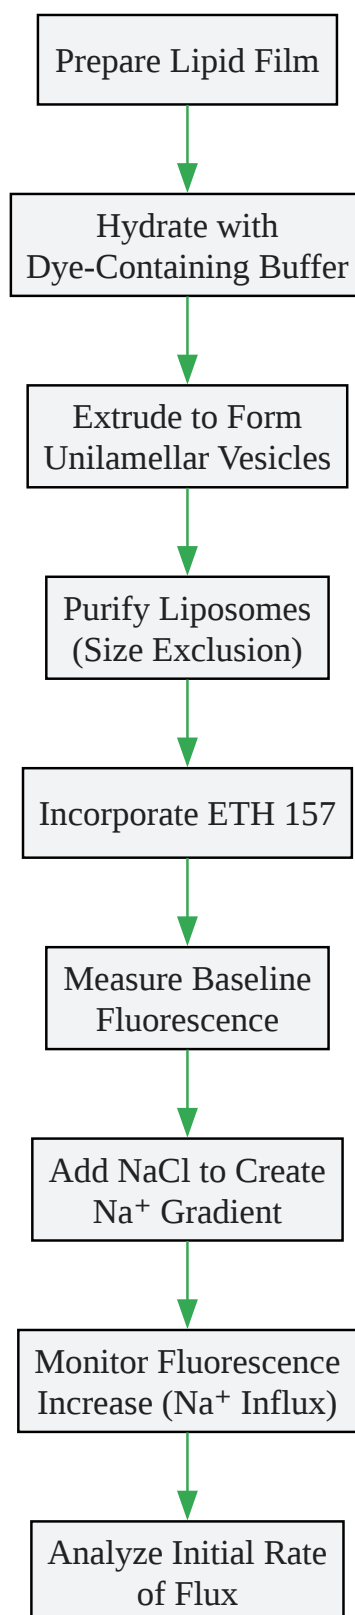 Prepare Lipid Film
Hydrate with
Dye-Containing Buffer
Extrude to Form
Unilamellar Vesicles
Purify Liposomes
(Size Exclusion)
Incorporate ETH 157
Measure Baseline
Fluorescence
Add NaCl to Create
Na⁺ Gradient
Monitor Fluorescence
Increase (Na⁺ Influx)
Analyze Initial Rate
of Flux